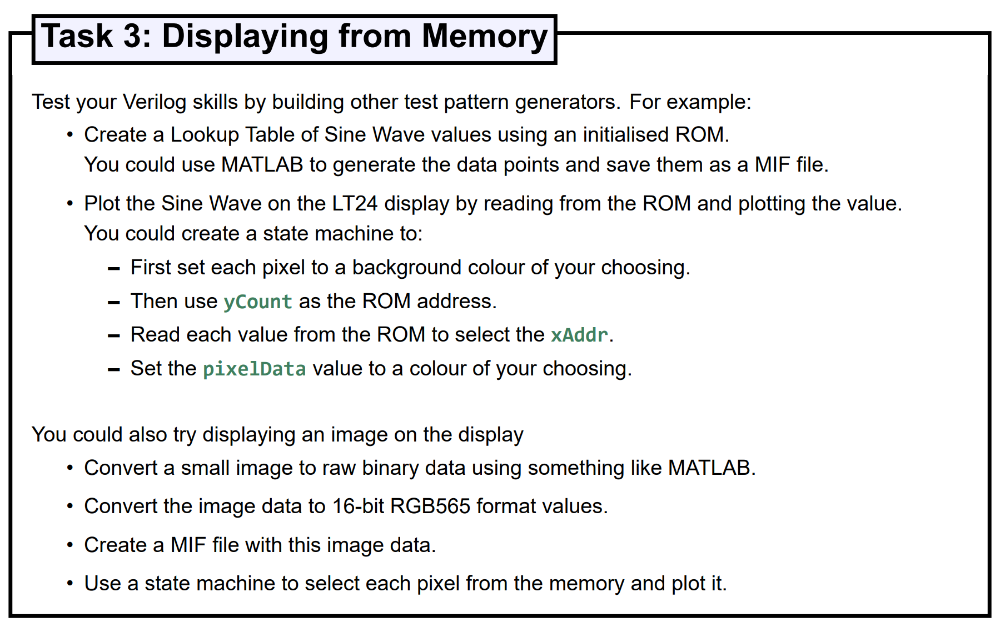 Task 3: Displaying from Memory
Test your Verilog skills by building other test pattern generators. For example:
• Create a Lookup Table of Sine Wave values using an initialised ROM.
You could use MATLAB to generate the data points and save them as a MIF file.
• Plot the Sine Wave on the LT24 display by reading from the ROM and plotting the value.
You could create a state machine to:
– First set each pixel to a background colour of your choosing.
– Then use yCount as the ROM address.
– Read each value from the ROM to select the xAddr.
– Set the pixelData value to a colour of your choosing.
You could also try displaying an image on the display
• Convert a small image to raw binary data using something like MATLAB.
• Convert the image data to 16-bit RGB565 format values.
• Create a MIF file with this image data.
• Use a state machine to select each pixel from the memory and plot it.